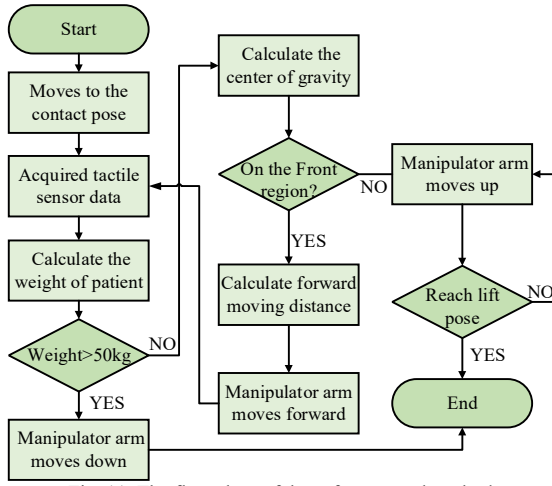 Start
Moves to the
contact pose
Acquired tactile
sensor data
Calculate the
weight of patient
Weight>50kg
NO
YES
Manipulator arm
moves down
Calculate the
center of gravity
On the Front
region?
NO
YES
Calculate forward
moving distance
Manipulator arm
moves forward
Manipulator arm
moves up
Reach lift
pose
NO
YES
End